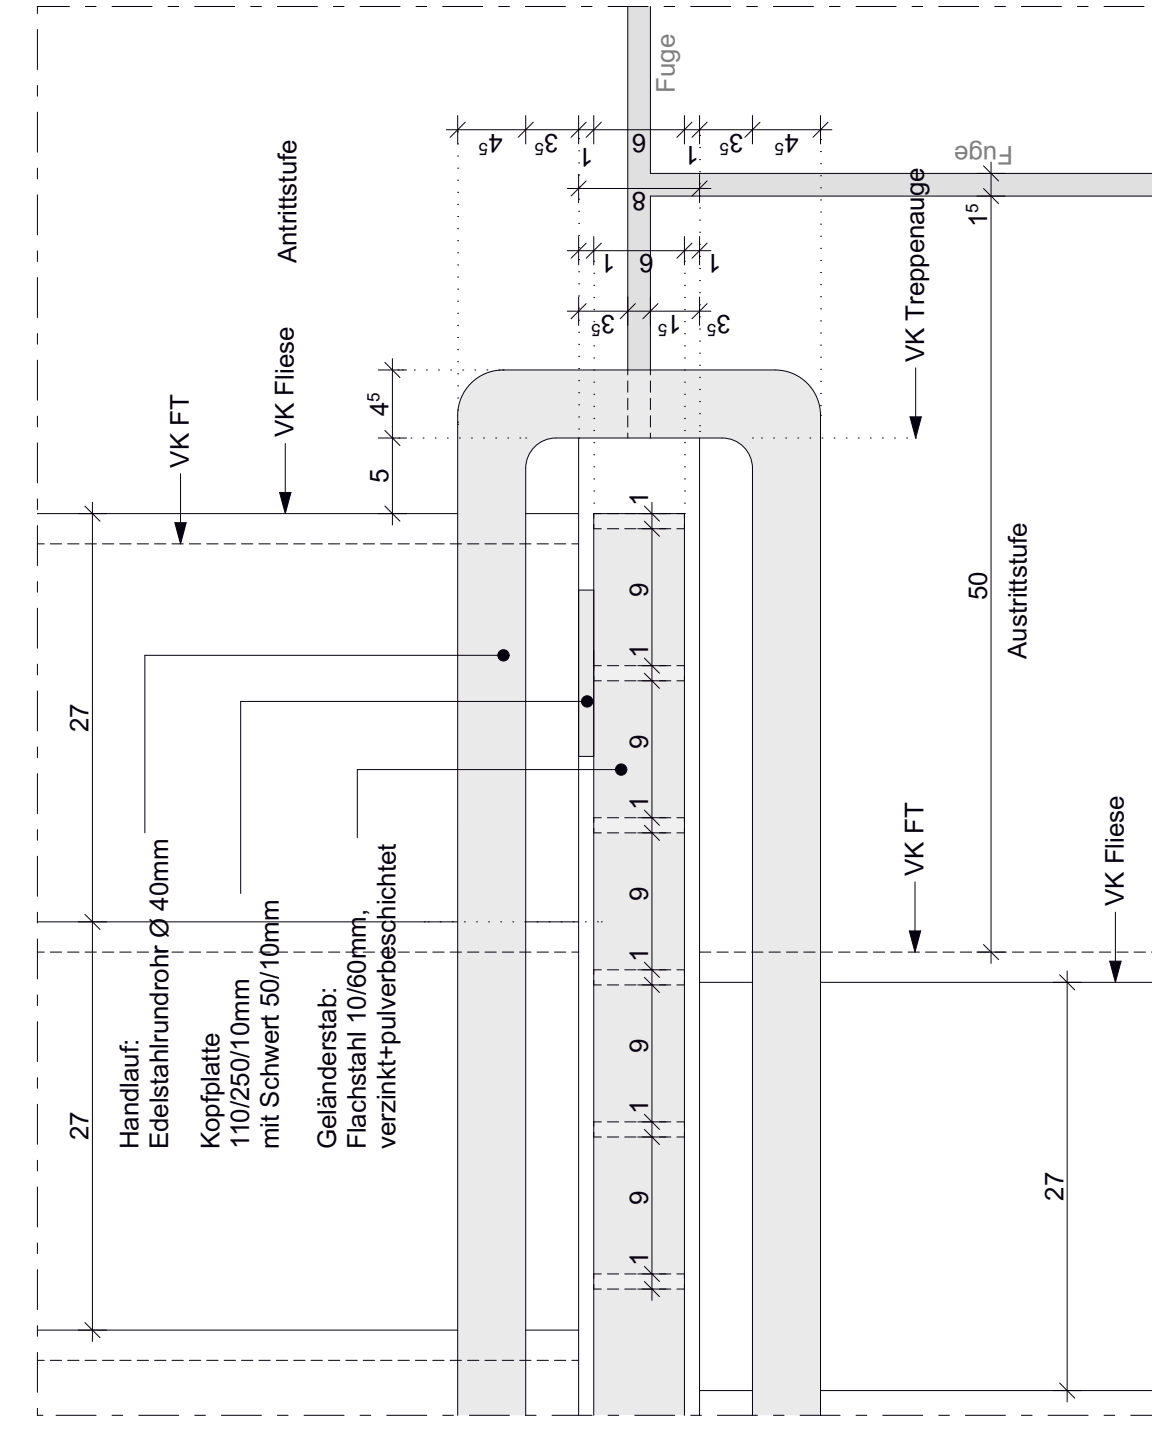 Fuge
Fuge
4⁵
3⁵
1
6
1
3⁵
4⁵
8
1
6
1
3⁵
1⁵
3⁵
1⁵
Antrittstufe
VK Fliese
VK FT
VK Treppenauge
4⁵
5
27
27
1
9
1
9
1
9
1
9
1
9
1
50
Austrittstufe
VK FT
VK Fliese
27
Handlauf:
Edelstahlrundrohr Ø 40mm
Kopfplatte
110/250/10mm
mit Schwert 50/10mm
Geländerstab:
Flachstahl 10/60mm,
verzinkt+pulverbeschichtet